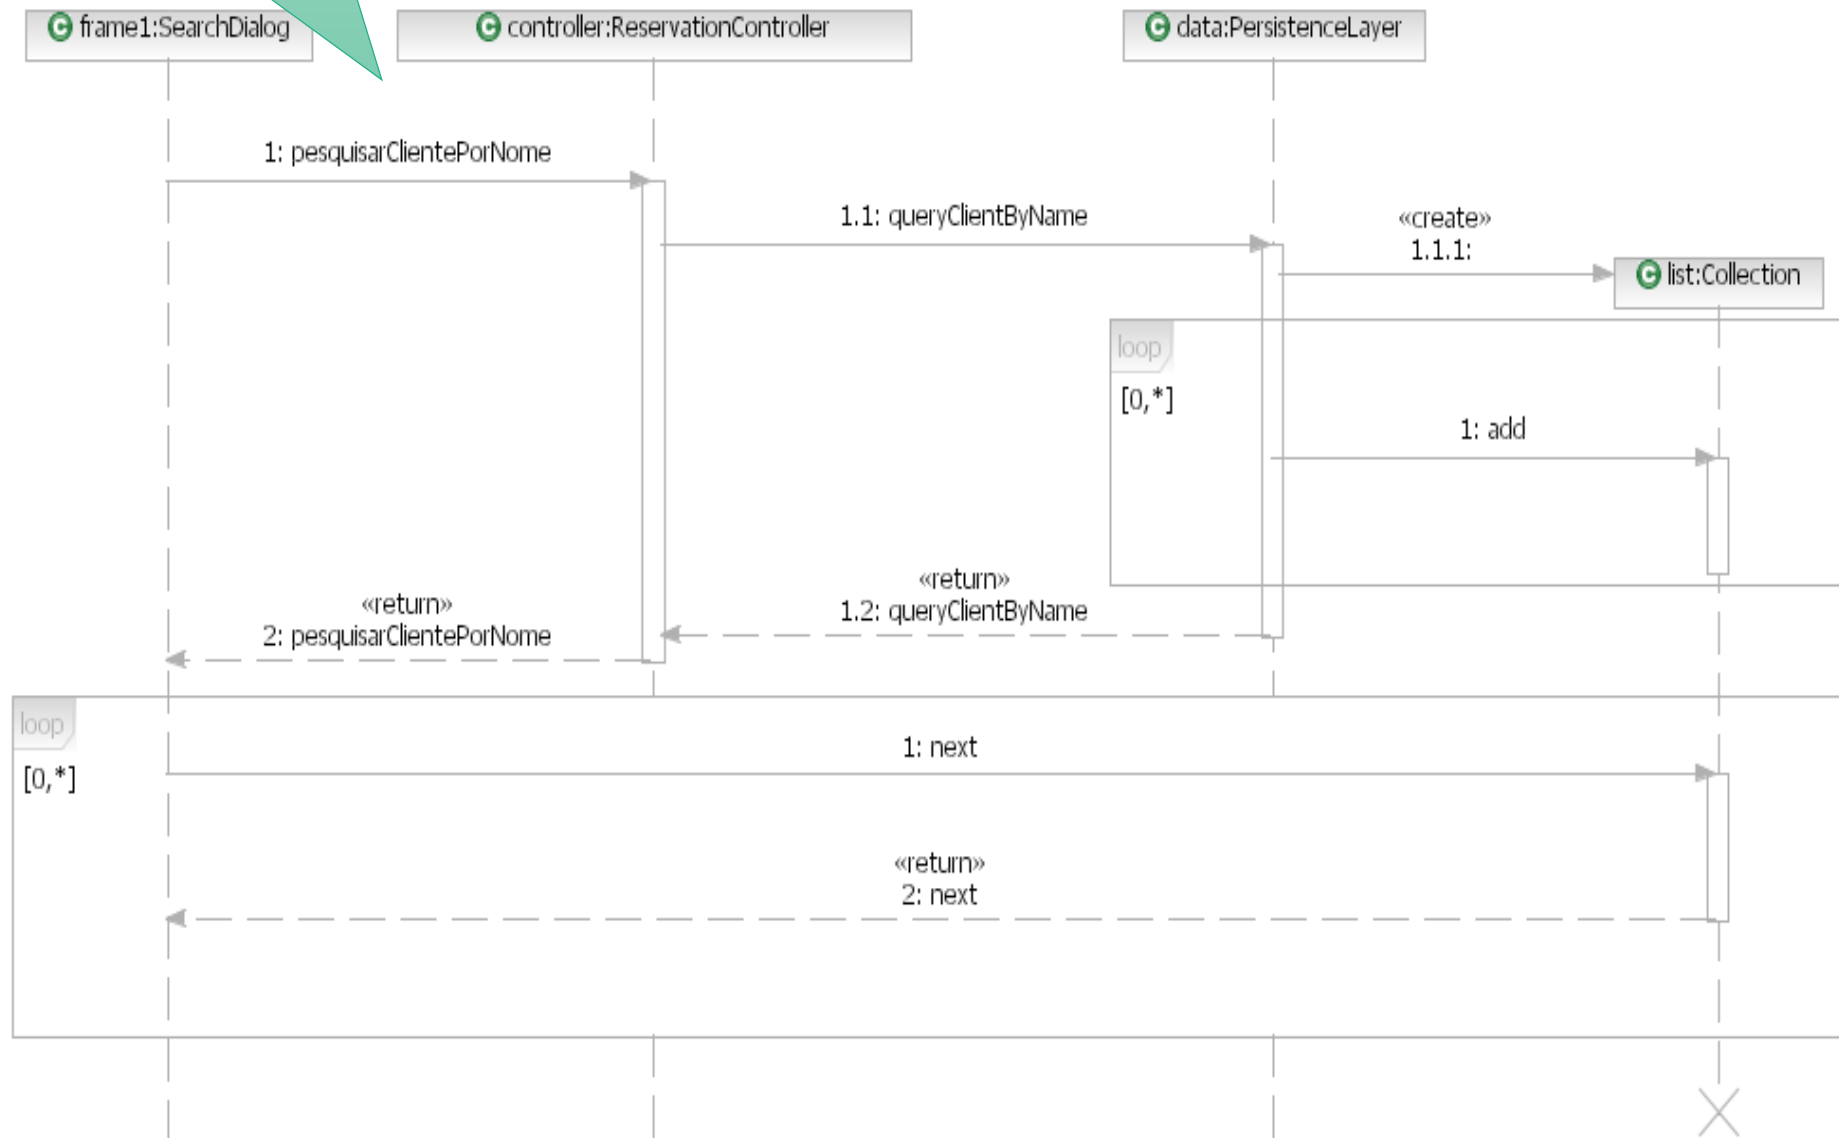 C frame1:SearchDialog
C controller:ReservationController
C data:PersistenceLayer
1: pesquisarClientePorNome
1.1: queryClientByName
«create»
1.1.1:
C list:Collection
loop
[0,*]
1: add
«return»
1.2: queryClientByName
«return»
2: pesquisarClientePorNome
loop
[0,*]
1: next
«return»
2: next